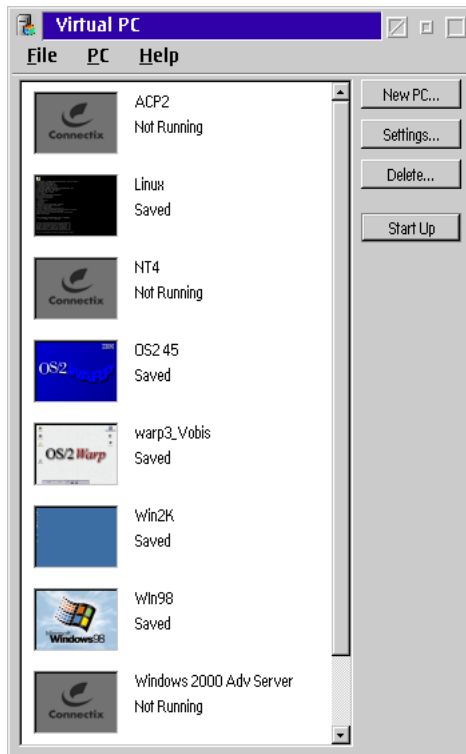 Virtual PC
File PC Help
New PC...
Settings...
Delete...
Start Up
Connectix
ACP2
Not Running
Linux
Saved
Connectix
NT4
Not Running
IBM
OS/2 WARP
OS2 45
Saved
OS/2 Warp
warp3_Vobis
Saved
Win2K
Saved
Microsoft
Windows98
WIn98
Saved
Connectix
Windows 2000 Adv Server
Not Running